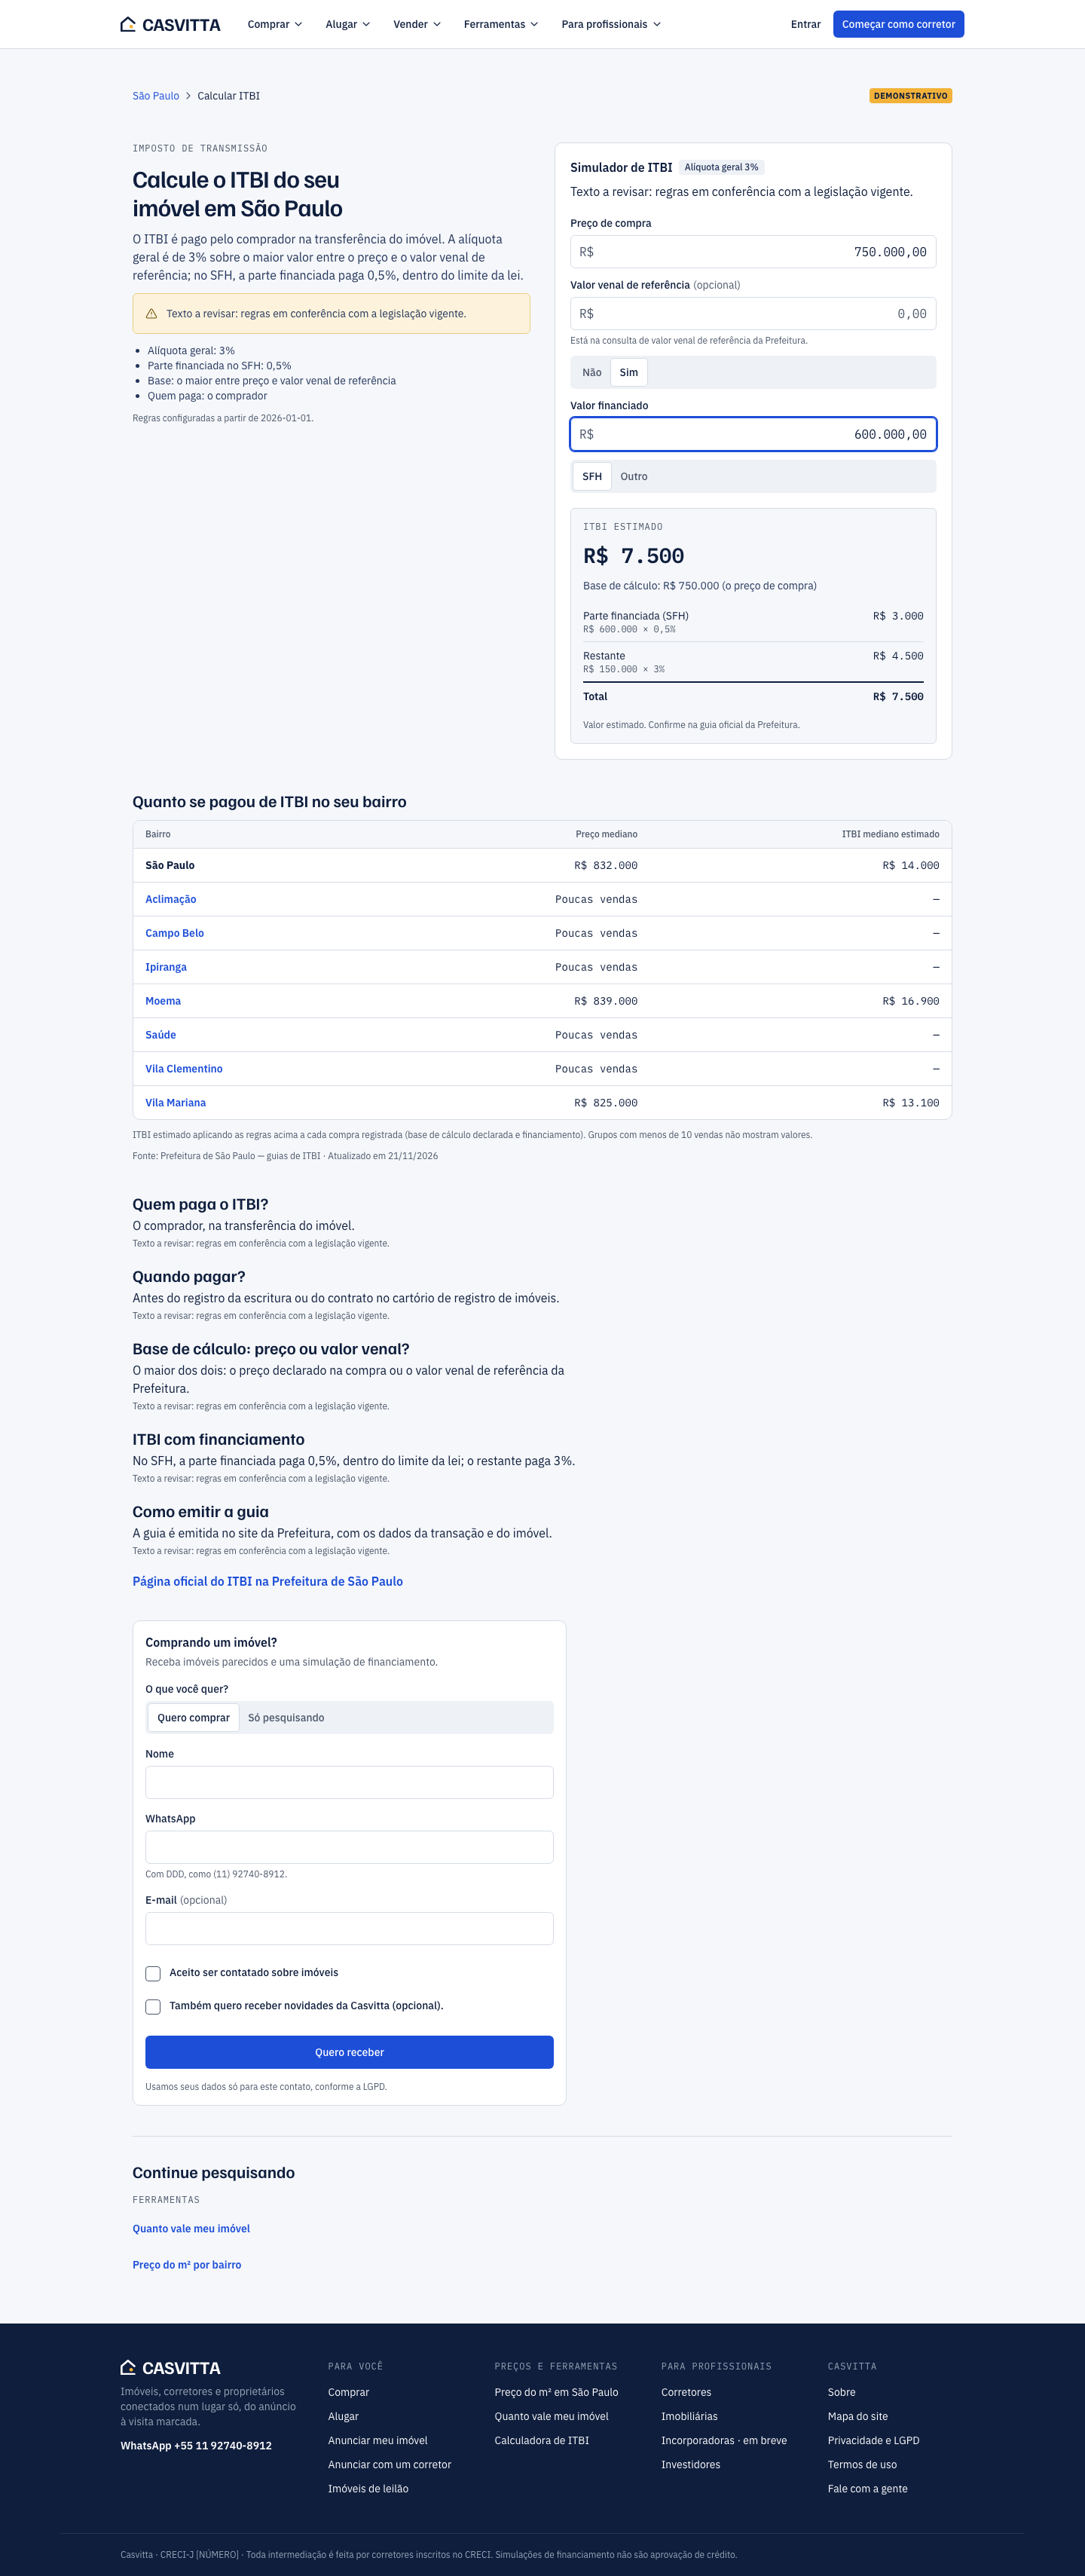 CASVITTA
Comprar
Alugar
Vender
Ferramentas
Para profissionais
Entrar
Começar como corretor
São Paulo > Calcular ITBI
DEMONSTRATIVO
IMPOSTO DE TRANSMISSÃO
Calcule o ITBI do seu
imóvel em São Paulo
O ITBI é pago pelo comprador na transferência do imóvel. A alíquota
geral é de 3% sobre o maior valor entre o preço e o valor venal de
referência; no SFH, a parte financiada paga 0,5%, dentro do limite da lei.
Texto a revisar: regras em conferência com a legislação vigente.
• Alíquota geral: 3%
• Parte financiada no SFH: 0,5%
• Base: o maior entre preço e valor venal de referência
• Quem paga: o comprador
Regras configuradas a partir de 2026-01-01.
Simulador de ITBI
Alíquota geral 3%
Texto a revisar: regras em conferência com a legislação vigente.
Preço de compra
R$ 750.000,00
Valor venal de referência (opcional)
R$ 0,00
Está na consulta de valor venal de referência da Prefeitura.
Não Sim
Valor financiado
R$ 600.000,00
SFH Outro
ITBI ESTIMADO
R$ 7.500
Base de cálculo: R$ 750.000 (o preço de compra)
Parte financiada (SFH) R$ 3.000
R$ 600.000 × 0,5%
Restante R$ 4.500
R$ 150.000 × 3%
Total R$ 7.500
Valor estimado. Confirme na guia oficial da Prefeitura.
Quanto se pagou de ITBI no seu bairro
Bairro Preço mediano ITBI mediano estimado
São Paulo R$ 832.000 R$ 14.000
Aclimação Poucas vendas —
Campo Belo Poucas vendas —
Ipiranga Poucas vendas —
Moema R$ 839.000 R$ 16.900
Saúde Poucas vendas —
Vila Clementino Poucas vendas —
Vila Mariana R$ 825.000 R$ 13.100
ITBI estimado aplicando as regras acima a cada compra registrada (base de cálculo declarada e financiamento). Grupos com menos de 10 vendas não mostram valores.
Fonte: Prefeitura de São Paulo — guias de ITBI · Atualizado em 21/11/2026
Quem paga o ITBI?
O comprador, na transferência do imóvel.
Texto a revisar: regras em conferência com a legislação vigente.
Quando pagar?
Antes do registro da escritura ou do contrato no cartório de registro de imóveis.
Texto a revisar: regras em conferência com a legislação vigente.
Base de cálculo: preço ou valor venal?
O maior dos dois: o preço declarado na compra ou o valor venal de referência da
Prefeitura.
Texto a revisar: regras em conferência com a legislação vigente.
ITBI com financiamento
No SFH, a parte financiada paga 0,5%, dentro do limite da lei; o restante paga 3%.
Texto a revisar: regras em conferência com a legislação vigente.
Como emitir a guia
A guia é emitida no site da Prefeitura, com os dados da transação e do imóvel.
Texto a revisar: regras em conferência com a legislação vigente.
Página oficial do ITBI na Prefeitura de São Paulo
Comprando um imóvel?
Receba imóveis parecidos e uma simulação de financiamento.
O que você quer?
Quero comprar Só pesquisando
Nome
WhatsApp
Com DDD, como (11) 92740-8912.
E-mail (opcional)
Aceito ser contatado sobre imóveis
Também quero receber novidades da Casvitta (opcional).
Quero receber
Usamos seus dados só para este contato, conforme a LGPD.
Continue pesquisando
FERRAMENTAS
Quanto vale meu imóvel
Preço do m² por bairro
CASVITTA
Imóveis, corretores e proprietários
conectados num lugar só, do anúncio
à visita marcada.
WhatsApp +55 11 92740-8912
PARA VOCÊ
Comprar
Alugar
Anunciar meu imóvel
Anunciar com um corretor
Imóveis de leilão
PREÇOS E FERRAMENTAS
Preço do m² em São Paulo
Quanto vale meu imóvel
Calculadora de ITBI
PARA PROFISSIONAIS
Corretores
Imobiliárias
Incorporadoras · em breve
Investidores
CASVITTA
Sobre
Mapa do site
Privacidade e LGPD
Termos de uso
Fale com a gente
Casvitta · CRECI-J [NÚMERO] · Toda intermediação é feita por corretores inscritos no CRECI. Simulações de financiamento não são aprovação de crédito.